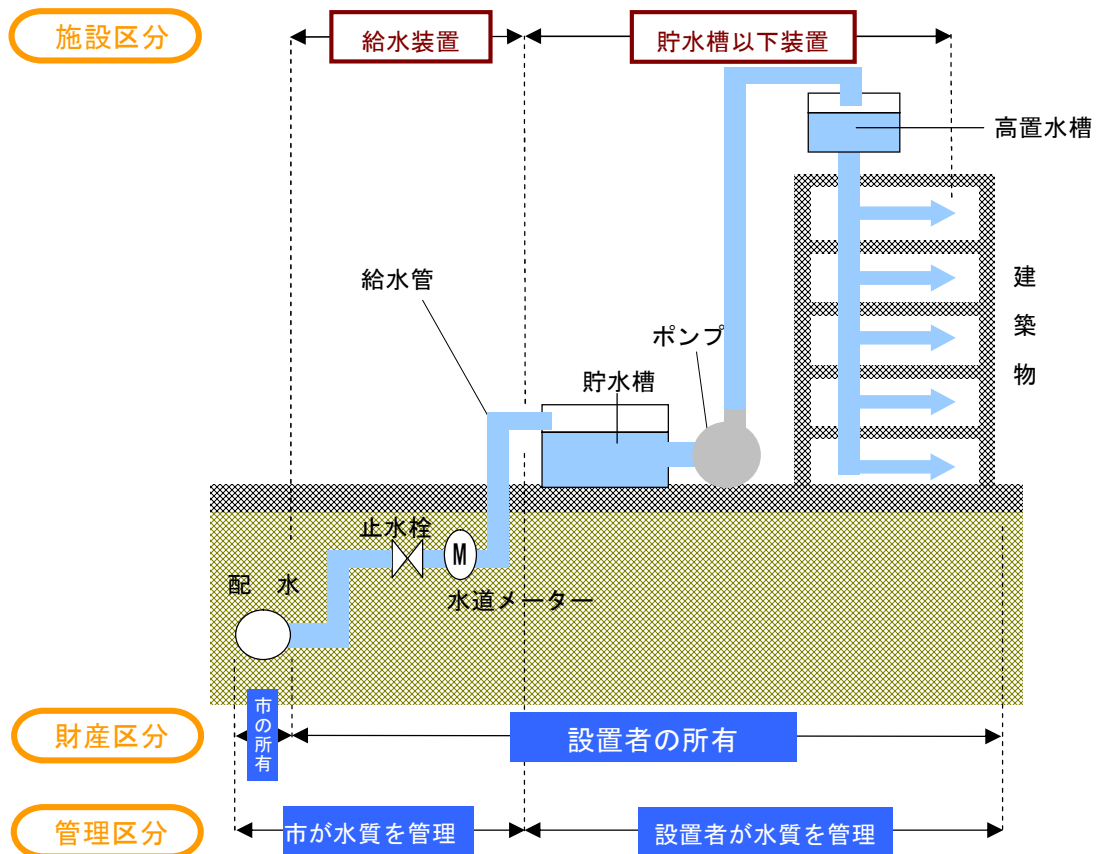 施設区分
給水装置
貯水槽以下装置
高置水槽
給水管
建築物
ポンプ
貯水槽
止水栓
M
配 水
水道メーター
財産区分
市の所有
設置者の所有
管理区分
市が水質を管理
設置者が水質を管理